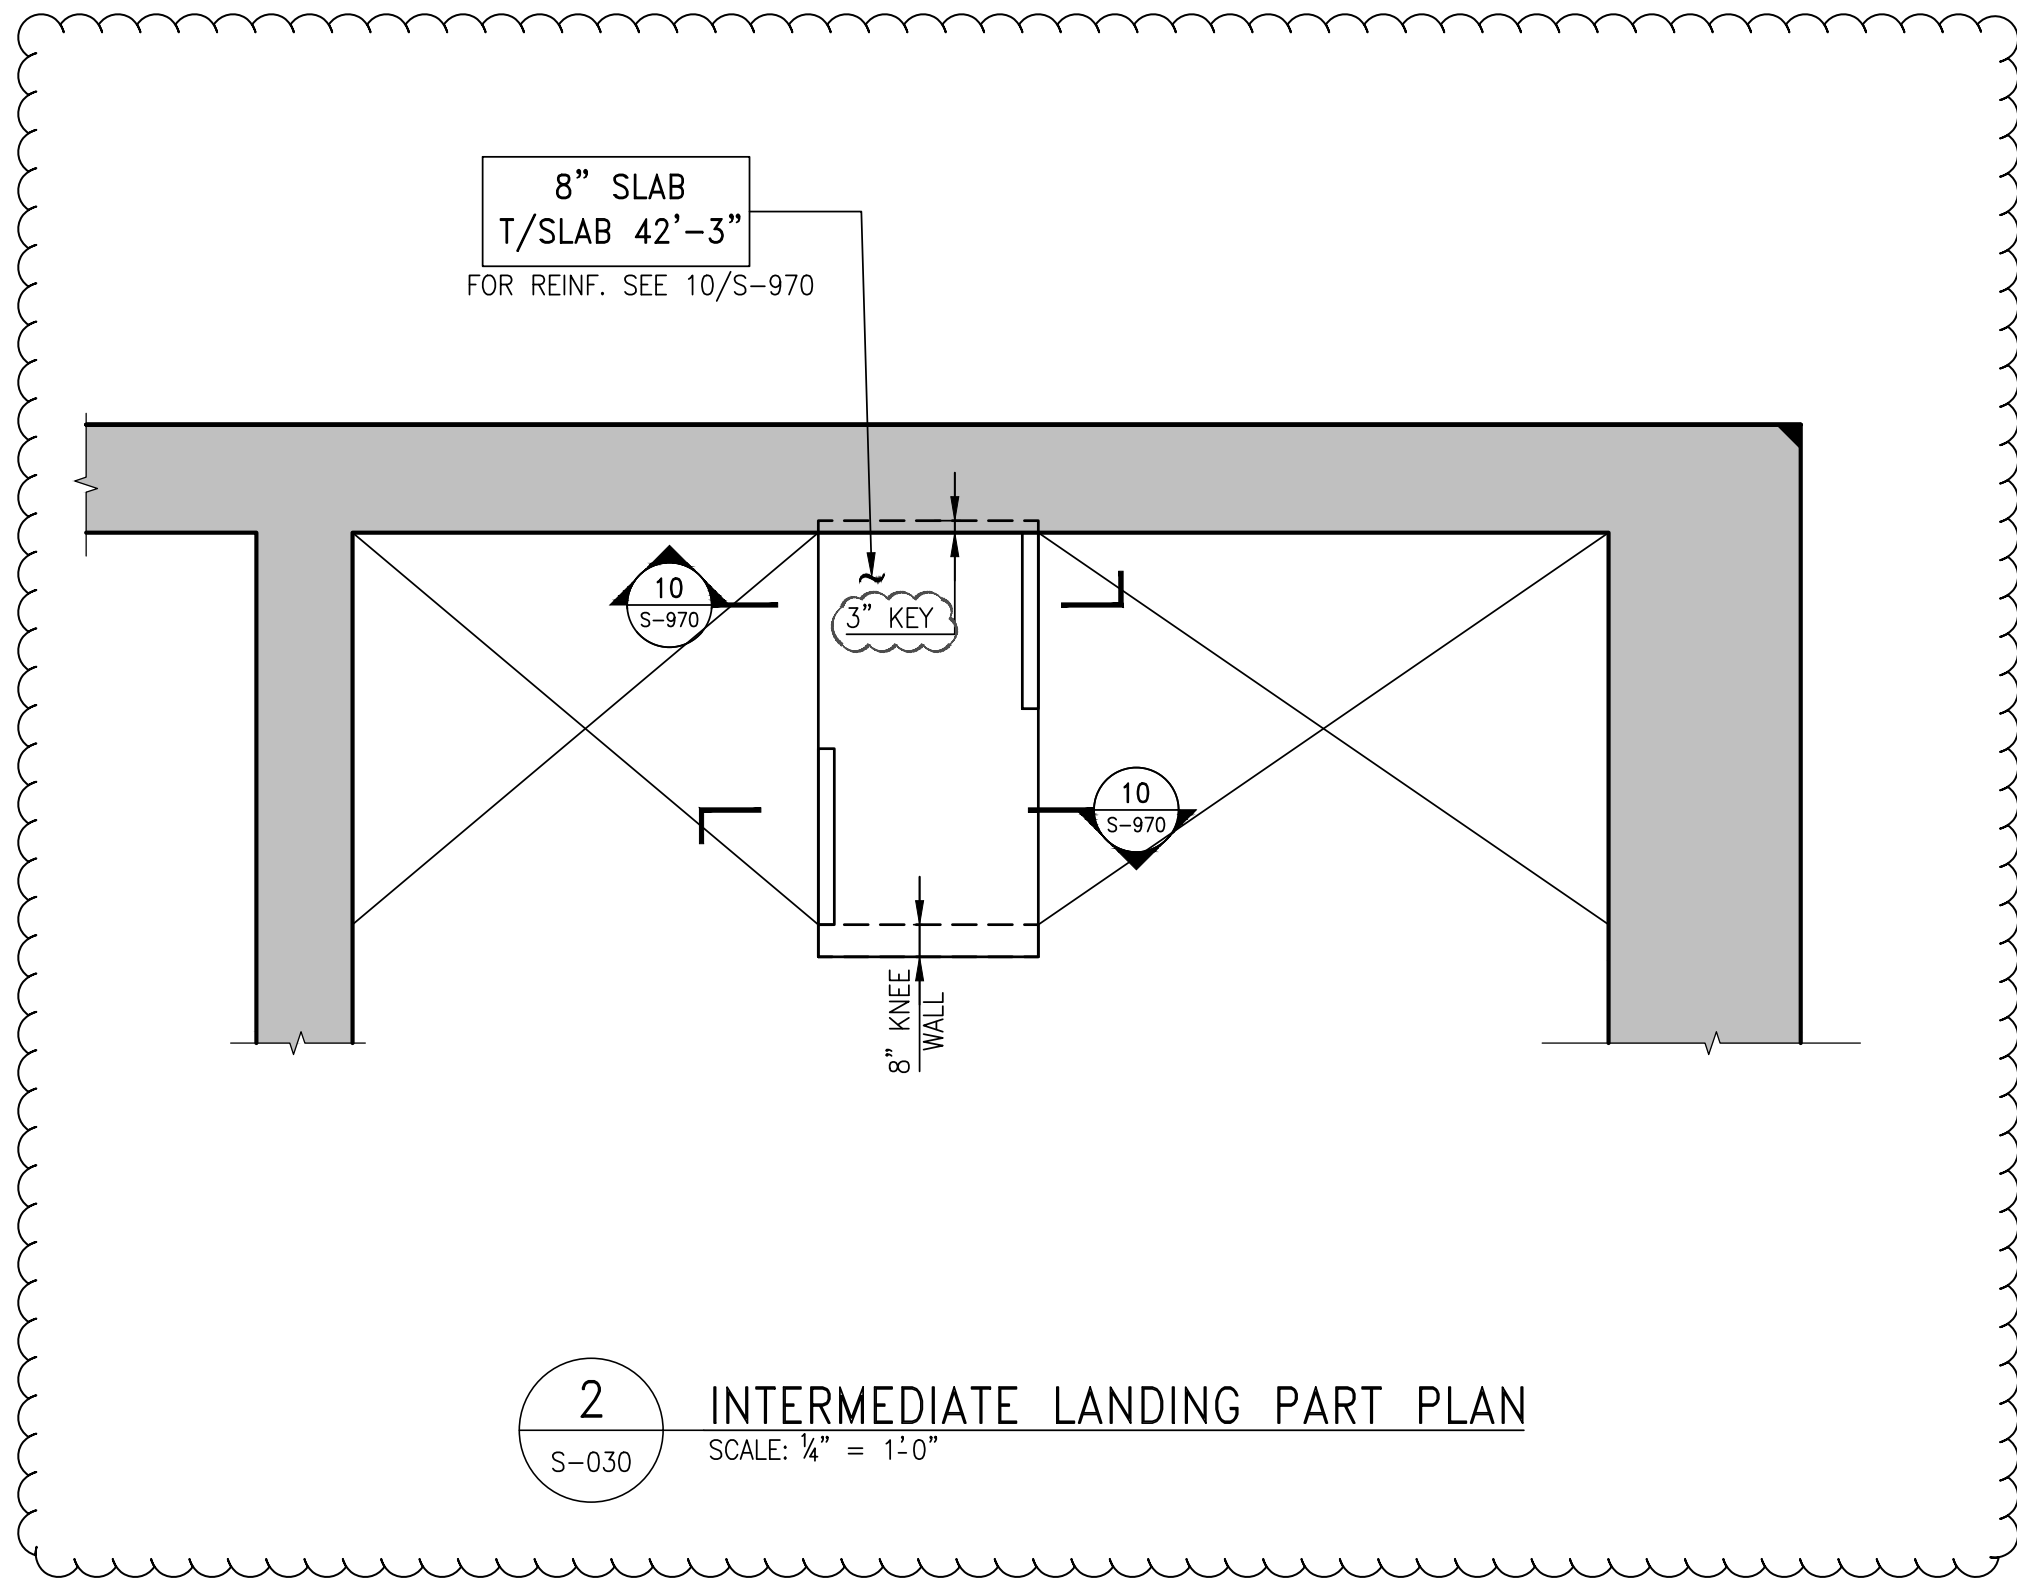 8” SLAB
T/SLAB 42’-3”
FOR REINF. SEE 10/S-970
10
S-970
3” KEY
10
S-970
8” KNEE
WALL
2
S-030
INTERMEDIATE LANDING PART PLAN
SCALE: ¼” = 1’-0”